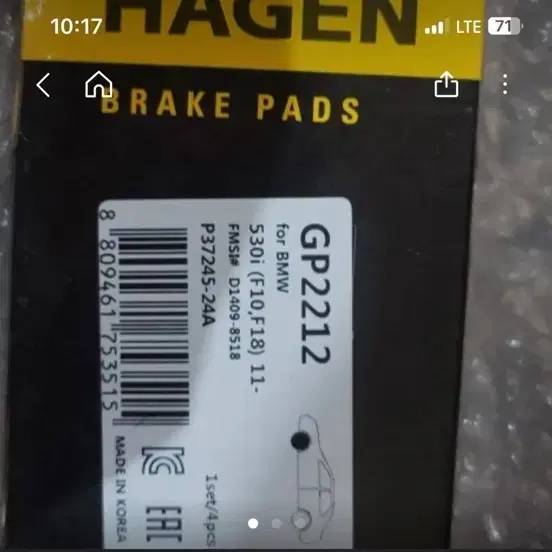 10:17
LTE
71
HAGEN
BRAKE PADS
GP2212
for BMW
530i (F10,F18) 11-
FMSI# D1409-8518
P37245-24A
8 809461 753515
1set/4pcs
MADE IN KOREA
EAC